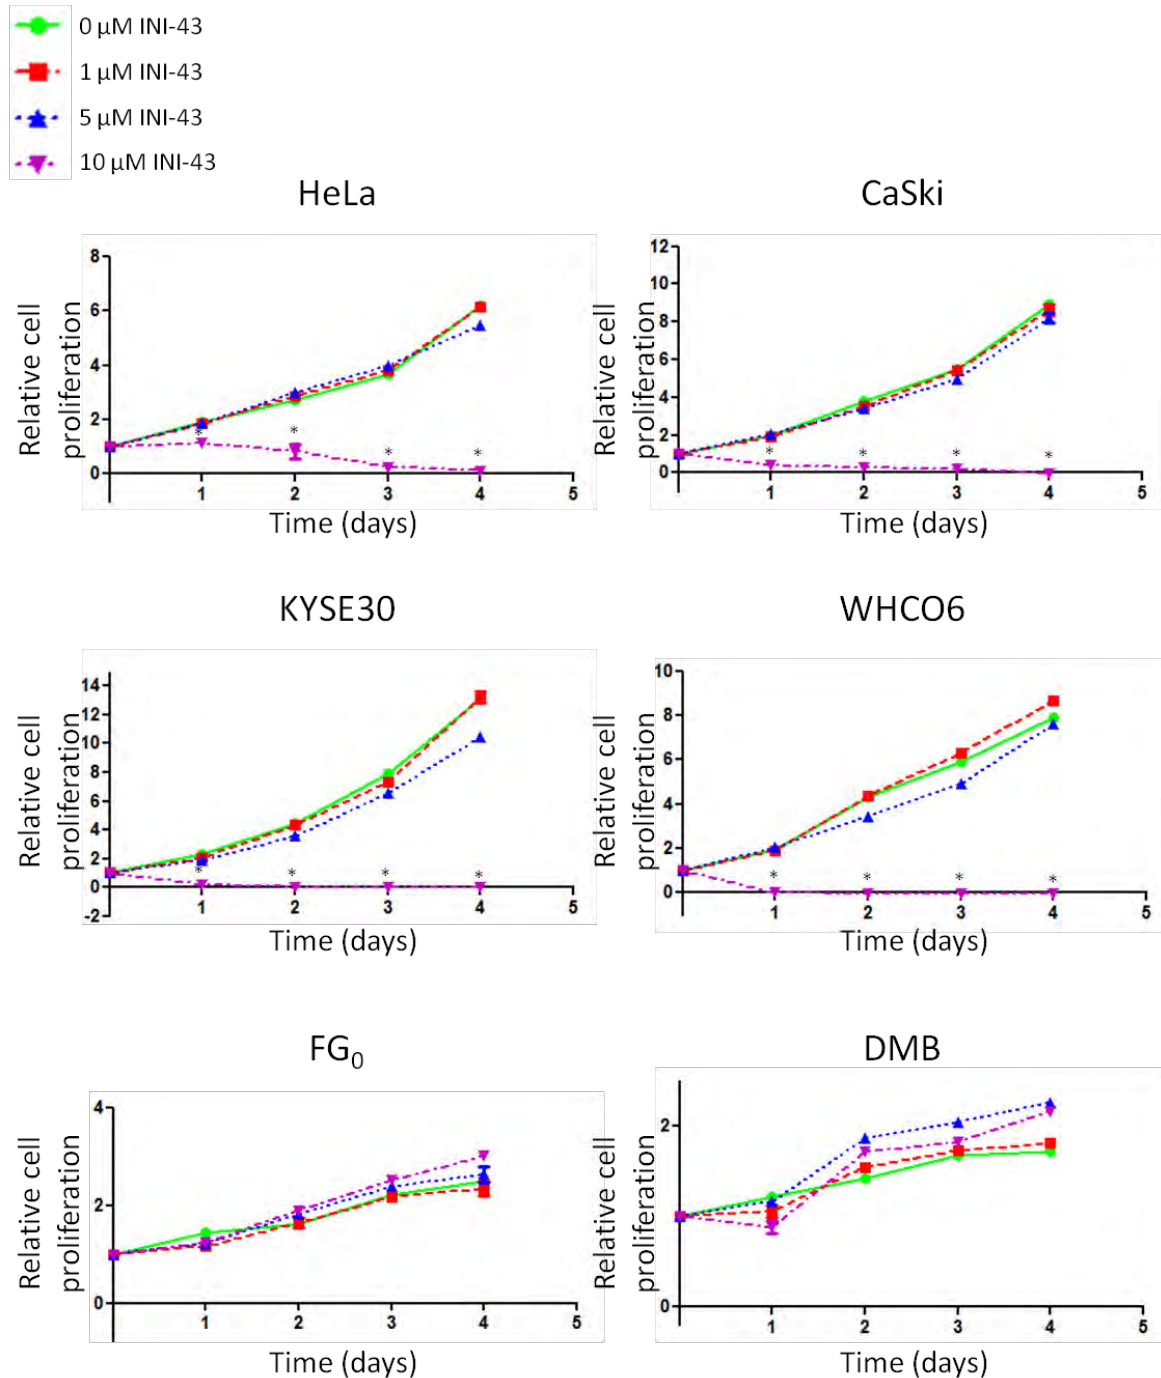 0 µM INI-43
1 µM INI-43
5 µM INI-43
10 µM INI-43
HeLa
CaSki
Relative cell
proliferation
8
6
4
2
0
* * * *
1 2 3 4 5
Time (days)
Relative cell
proliferation
12
10
8
6
4
2
0
* * * *
1 2 3 4 5
Time (days)
KYSE30
WHCO6
Relative cell
proliferation
14
12
10
8
6
4
2
0
-2
* * * *
1 2 3 4 5
Time (days)
Relative cell
proliferation
10
8
6
4
2
0
* * * *
1 2 3 4 5
Time (days)
FG₀
DMB
Relative cell
proliferation
4
2
0
1 2 3 4 5
Time (days)
Relative cell
proliferation
2
0
1 2 3 4 5
Time (days)